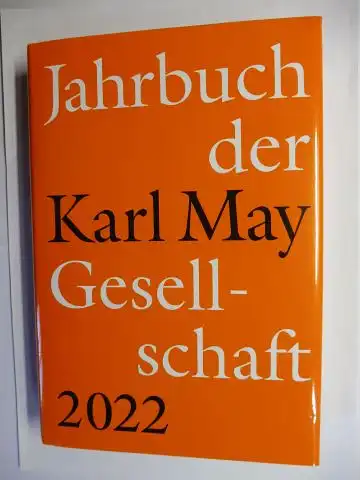 Jahrbuch
der
Karl May
Gesell-
schaft
2022